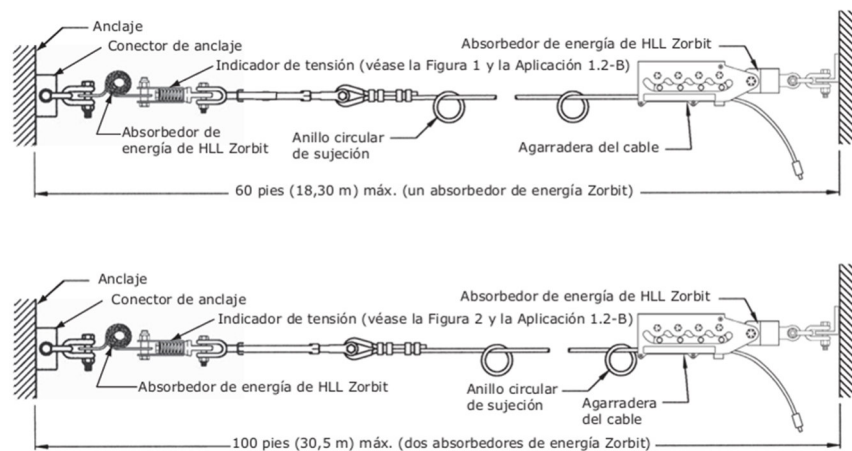 Anclaje
Conector de anclaje
Absorbedor de energía de HLL Zorbit
Indicador de tensión (véase la Figura 1 y la Aplicación 1.2-B)
Absorbedor de
energía de HLL Zorbit
Anillo circular
de sujeción
Agarradera del cable
60 pies (18,30 m) máx. (un absorbedor de energía Zorbit)
Anclaje
Conector de anclaje
Absorbedor de energía de HLL Zorbit
Indicador de tensión (véase la Figura 2 y la Aplicación 1.2-B)
Absorbedor de energía de HLL Zorbit
Anillo circular
de sujeción
Agarradera
del cable
100 pies (30,5 m) máx. (dos absorbedores de energía Zorbit)